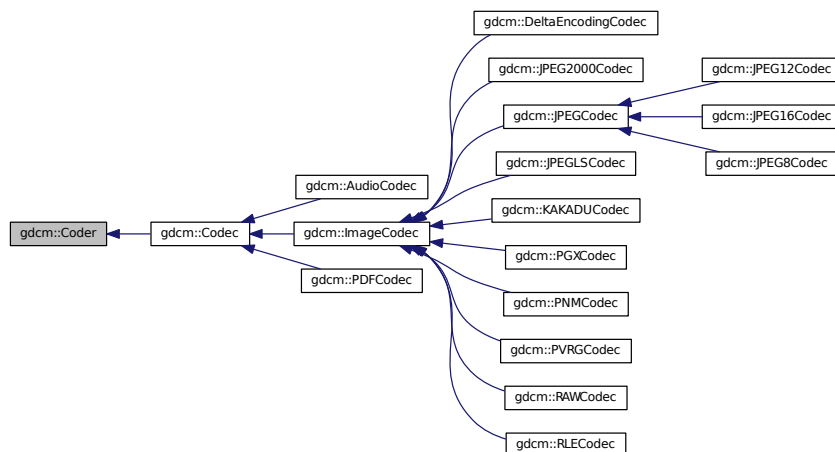 gdcm::DeltaEncodingCodec
gdcm::JPEG2000Codec
gdcm::JPEG12Codec
gdcm::JPEGCodec
gdcm::JPEG16Codec
gdcm::JPEGLSCodec
gdcm::JPEG8Codec
gdcm::AudioCodec
gdcm::KAKADUCodec
gdcm::Coder
gdcm::Codec
gdcm::ImageCodec
gdcm::PGXCodec
gdcm::PDFCodec
gdcm::PNMCodec
gdcm::PVRGCodec
gdcm::RAWCodec
gdcm::RLECodec